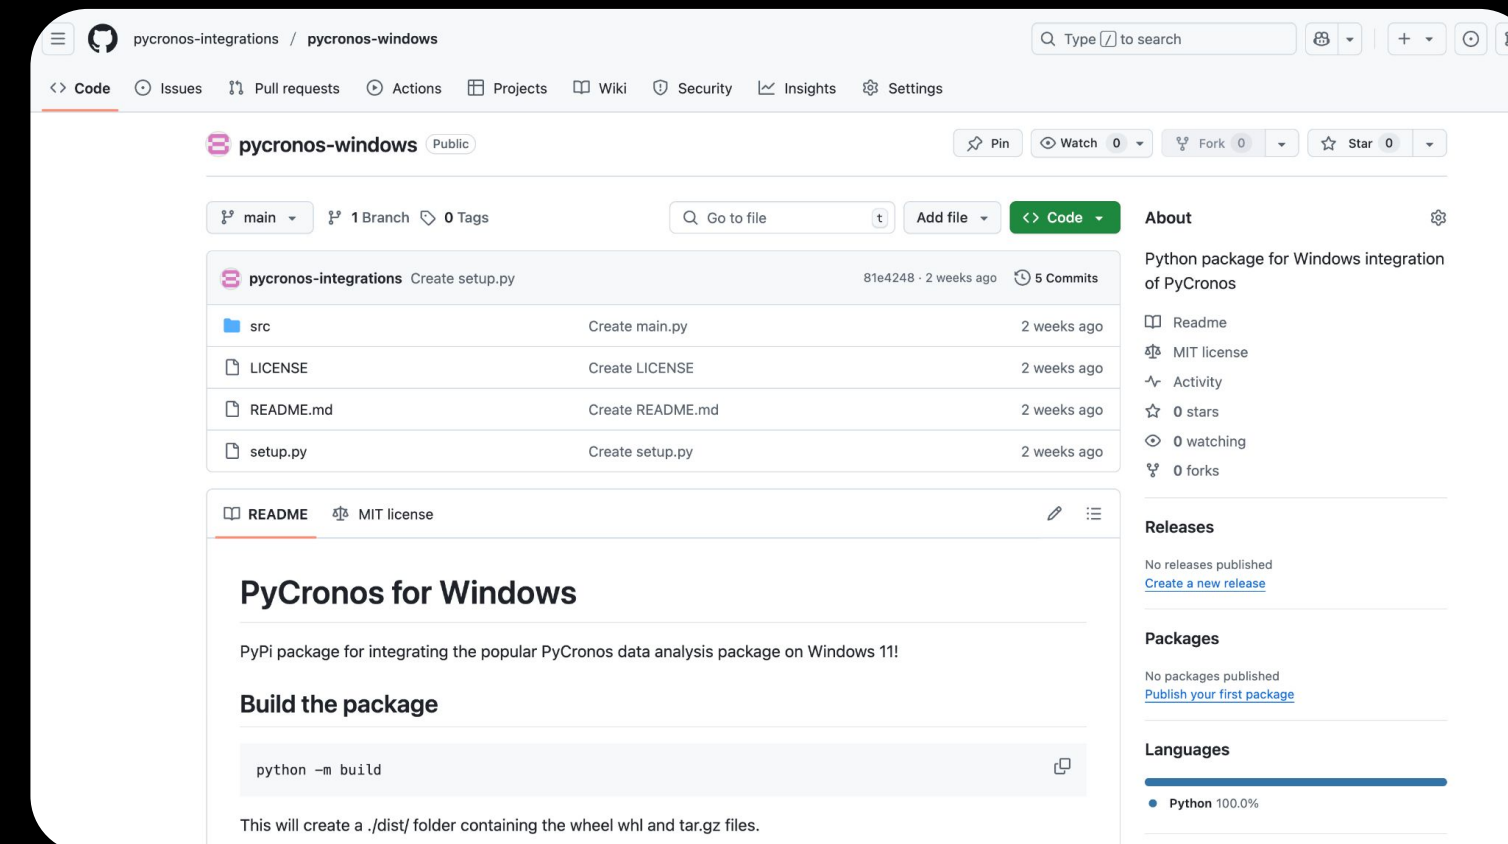 pycronos-integrations / pycronos-windows
Type / to search
Code Issues Pull requests Actions Projects Wiki Security Insights Settings
pycronos-windows Public
Pin Watch 0 Fork 0 Star 0
main 1 Branch 0 Tags
Go to file t Add file Code
pycronos-integrations Create setup.py 81e4248 · 2 weeks ago 5 Commits
src Create main.py 2 weeks ago
LICENSE Create LICENSE 2 weeks ago
README.md Create README.md 2 weeks ago
setup.py Create setup.py 2 weeks ago
README MIT license
PyCronos for Windows
PyPi package for integrating the popular PyCronos data analysis package on Windows 11!
Build the package
python -m build
This will create a ./dist/ folder containing the wheel whl and tar.gz files.
About
Python package for Windows integration
of PyCronos
Readme
MIT license
Activity
0 stars
0 watching
0 forks
Releases
No releases published
Create a new release
Packages
No packages published
Publish your first package
Languages
Python 100.0%